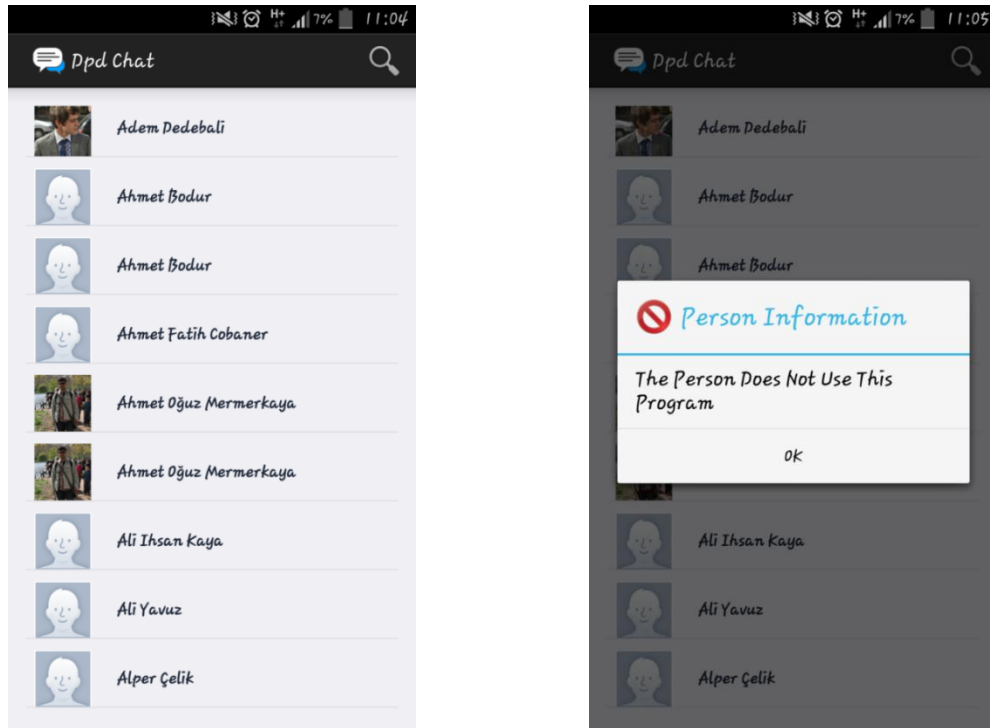 7% 11:04
Dpd Chat
Adem Dedebali
Ahmet Bodur
Ahmet Bodur
Ahmet Fatih Cobaner
Ahmet Oğuz Mermerkaya
Ahmet Oğuz Mermerkaya
Ali Ihsan Kaya
Ali Yavuz
Alper Çelik
H+ 7% 11:05
Dpd Chat
Adem Dedebali
Ahmet Bodur
Ahmet Bodur
Person Information
The Person Does Not Use This
Program
OK
Ali Ihsan Kaya
Ali Yavuz
Alper Çelik